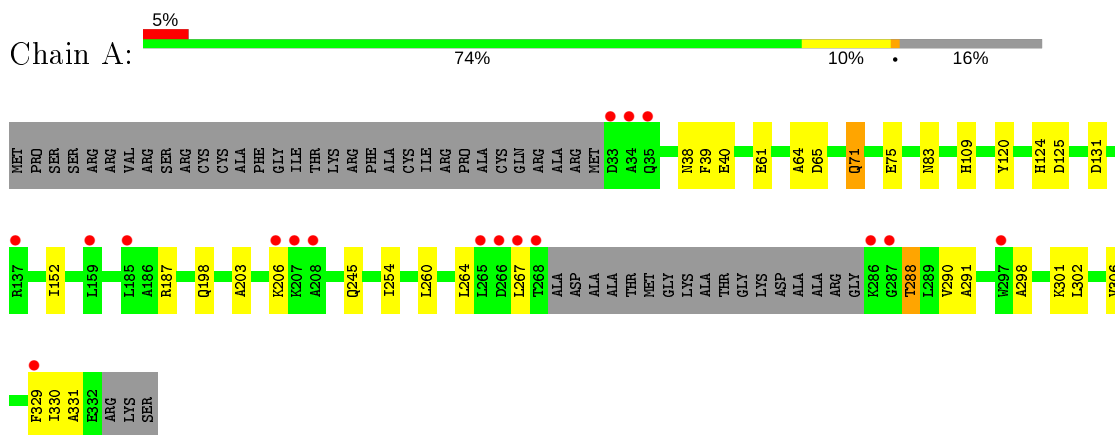 5%
Chain A:
74% 10% • 16%
MET PRO SER SER ARG ARG VAL ARG SER ARG CYS CYS ALA PHE GLY ILE THR LYS ARG PHE ALA CYS ILE ARG PRO ALA CYS GLN ARG ALA ARG MET D33 A34 Q35 N38 F39 E40 E61 A64 D65 Q71 E75 N83 H109 Y120 H124 D125 D131
R137 I152 L159 L185 A186 R187 Q198 A203 K206 K207 A208 Q245 I254 L260 L264 L265 D266 L267 T268 ALA ASP ALA ALA THR MET GLY LYS ALA THR GLY LYS ASP ALA ALA ARG GLY K286 G287 T288 L289 V290 A291 W297 A298 K301 L302
F329 I330 A331 E332 ARG LYS SER